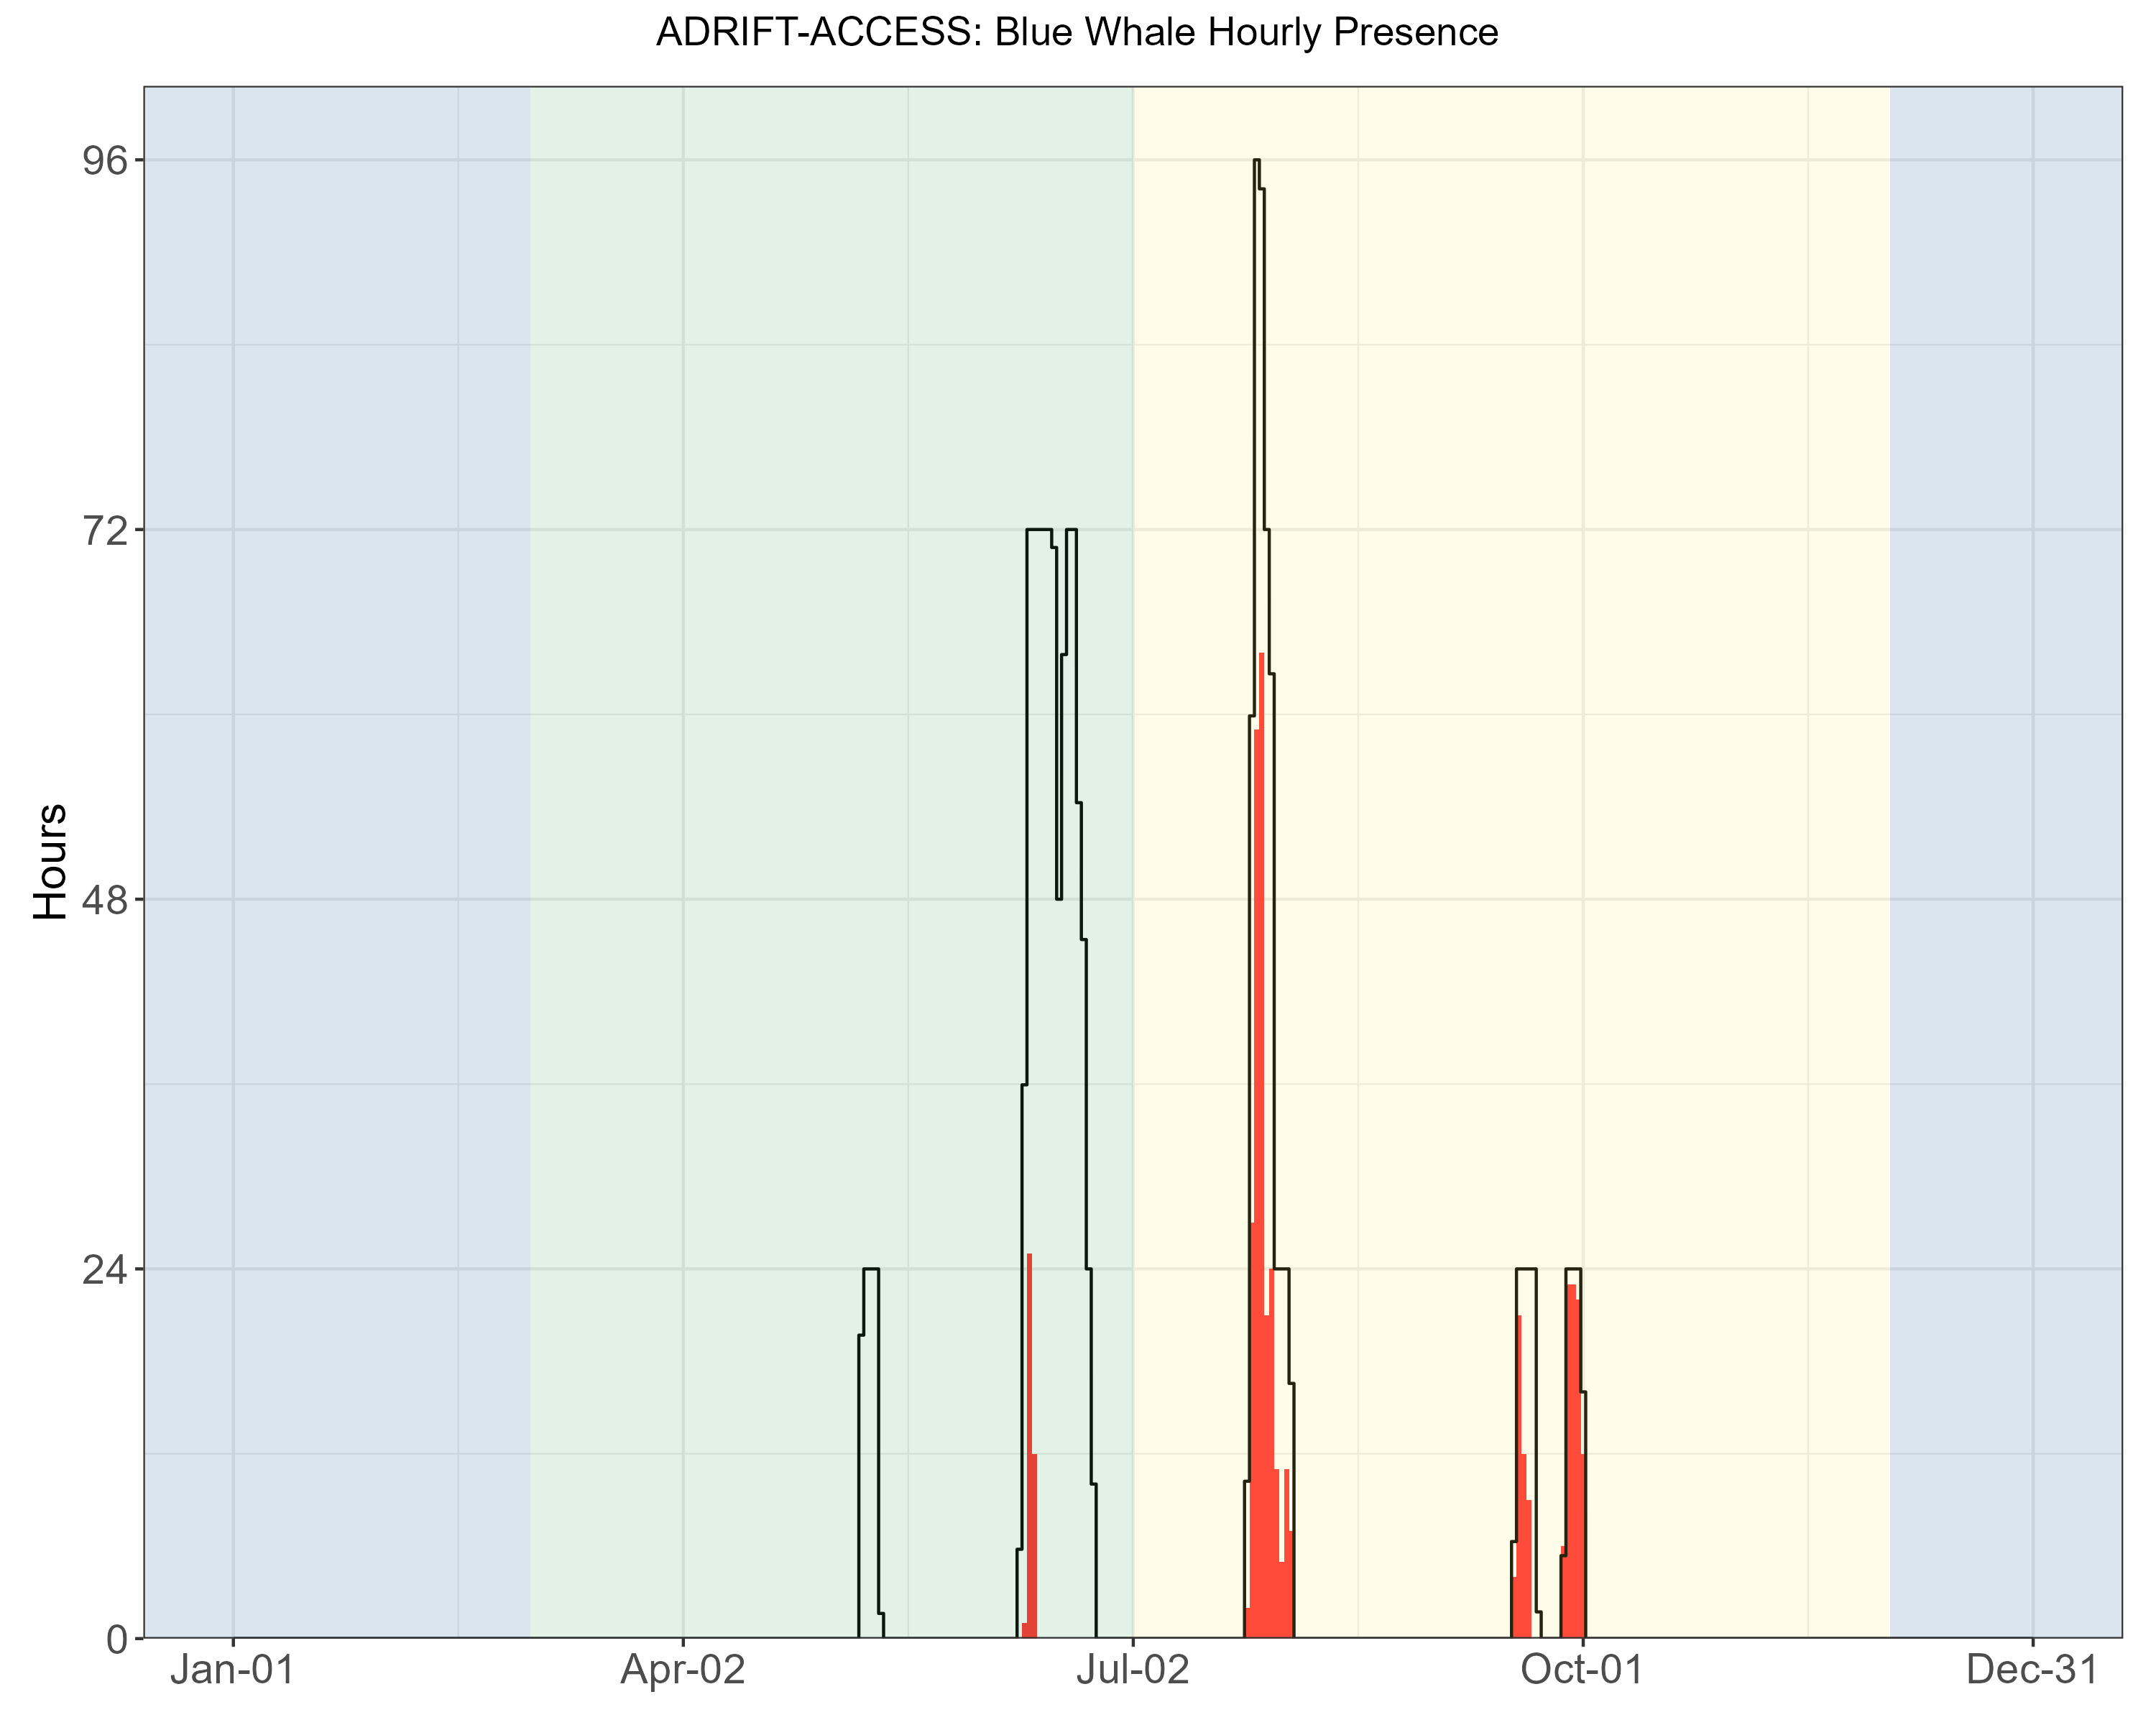 ADRIFT-ACCESS: Blue Whale Hourly Presence
96
72
48
24
0
Hours
Jan-01 Apr-02 Jul-02 Oct-01 Dec-31